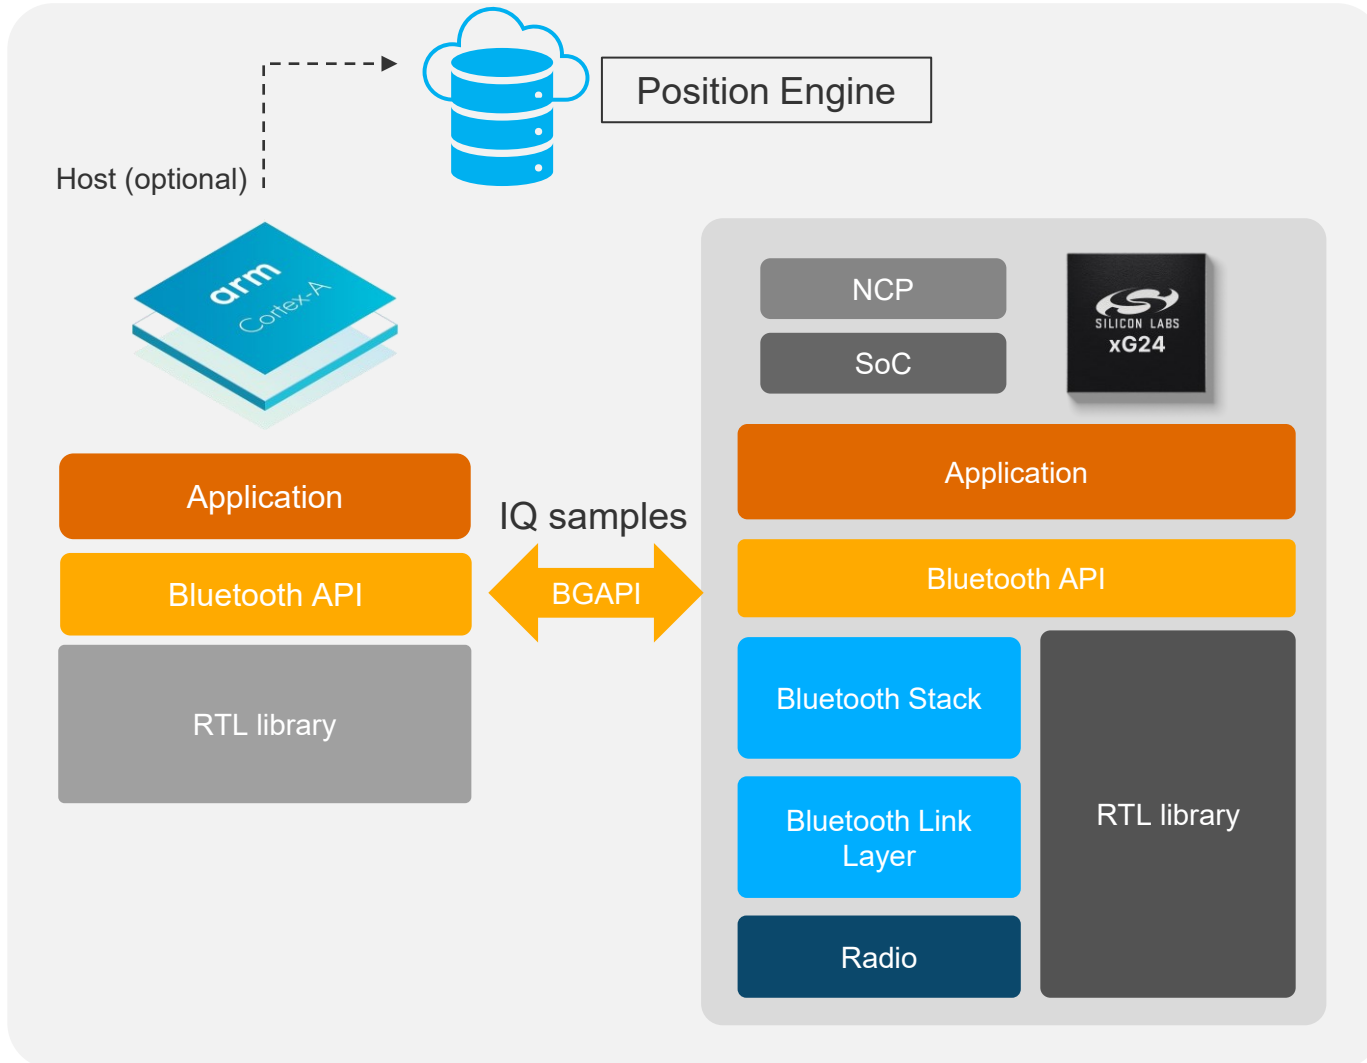 Position Engine
Host (optional)
arm
Cortex-A
NCP
SoC
SILICON LABS
xG24
Application
Bluetooth API
RTL library
IQ samples
BGAPI
Application
Bluetooth API
Bluetooth Stack
Bluetooth Link
Layer
Radio
RTL library